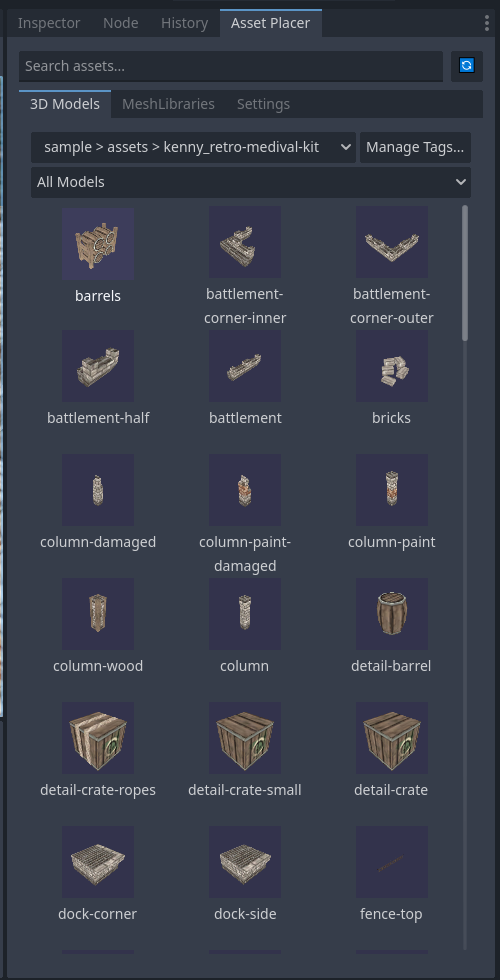 Inspector Node History Asset Placer
Search assets...
3D Models MeshLibraries Settings
sample > assets > kenny_retro-medival-kit Manage Tags...
All Models
barrels battlement-corner-inner battlement-corner-outer
battlement-half battlement bricks
column-damaged column-paint-damaged column-paint
column-wood column detail-barrel
detail-crate-ropes detail-crate-small detail-crate
dock-corner dock-side fence-top